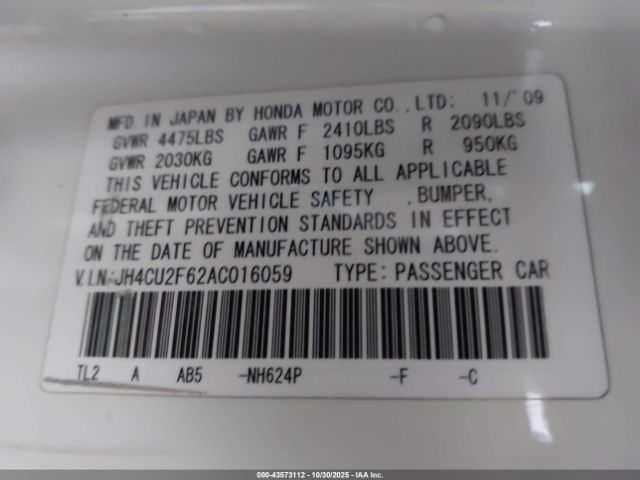 MFD. IN JAPAN BY HONDA MOTOR CO.,LTD: 11/'09
GVWR 4475LBS GAWR F 2410LBS R 2090LBS
GVWR 2030KG GAWR F 1095KG R 950KG
THIS VEHICLE CONFORMS TO ALL APPLICABLE
FEDERAL MOTOR VEHICLE SAFETY ,BUMPER,
AND THEFT PREVENTION STANDARDS IN EFFECT
ON THE DATE OF MANUFACTURE SHOWN ABOVE.
V.I.N:JH4CU2F62AC016059 TYPE: PASSENGER CAR
TL2 A AB5 -NH624P -F -C
000-43573112 - 10/30/2025 - IAA Inc.